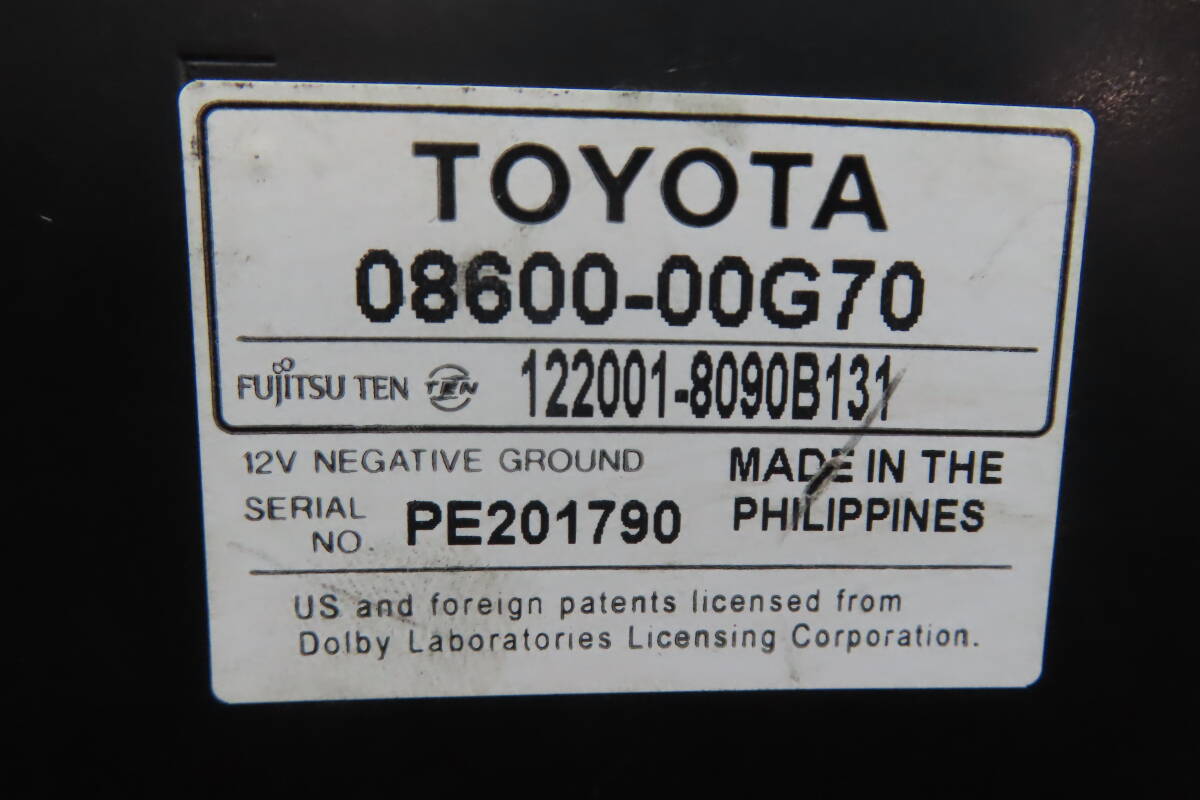 TOYOTA
08600-00G70
FUJITSU TEN TEN 122001-8090B131
12V NEGATIVE GROUND
MADE IN THE
PHILIPPINES
SERIAL
NO. PE201790
US and foreign patents licensed from
Dolby Laboratories Licensing Corporation.